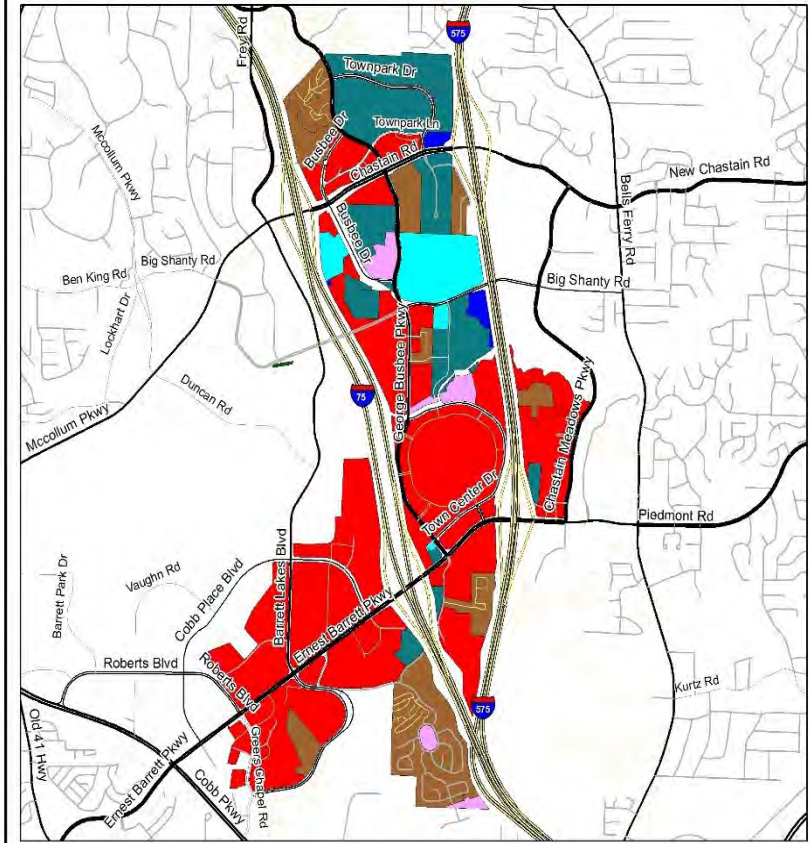 Frey Rd
575
Townpark Dr
Mccollum Pkwy
Busbee Dr
Townpark Ln
Chastain Rd
New Chastain Rd
Bells Ferry Rd
Busbee Dr
Ben King Rd
Big Shanty Rd
Big Shanty Rd
Lockhart Dr
George Busbee Pkwy
Duncan Rd
75
Mccollum Pkwy
Chastain Meadows Pkwy
Town Center Dr
Piedmont Rd
Barrett Park Dr
Vaughn Rd
Cobb Place Blvd
Barrett Lakes Blvd
Ernest Barrett Pkwy
Roberts Blvd
Roberts Blvd
Kurtz Rd
575
Old 41 Hwy
Ernest Barrett Pkwy
Cobb Pkwy
Greers Chapel Rd